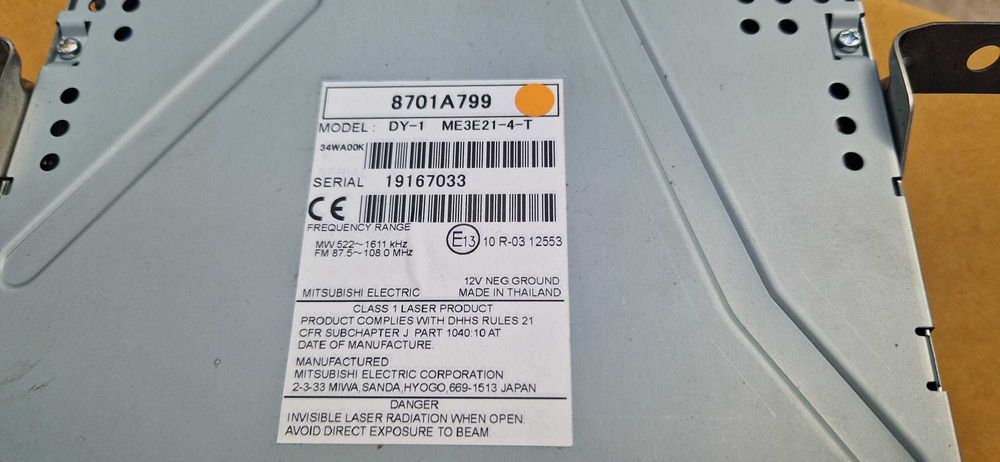 8701A799
MODEL : DY-1 ME3E21-4-T
34WA00K
SERIAL 19167033
CE
FREQUENCY RANGE
MW 522~1611 kHz
FM 87.5~108.0 MHz
E13 10 R-03 12553
12V NEG GROUND
MITSUBISHI ELECTRIC MADE IN THAILAND
CLASS 1 LASER PRODUCT
PRODUCT COMPLIES WITH DHHS RULES 21
CFR SUBCHAPTER J PART 1040:10 AT
DATE OF MANUFACTURE.
MANUFACTURED
MITSUBISHI ELECTRIC CORPORATION
2-3-33 MIWA,SANDA,HYOGO,669-1513 JAPAN
DANGER
INVISIBLE LASER RADIATION WHEN OPEN.
AVOID DIRECT EXPOSURE TO BEAM.